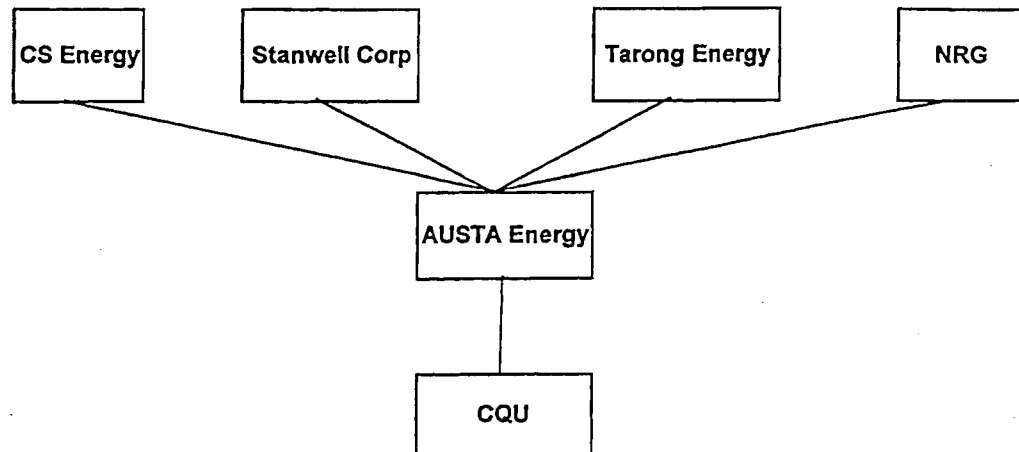 CS Energy
Stanwell Corp
Tarong Energy
NRG
AUSTA Energy
CQU